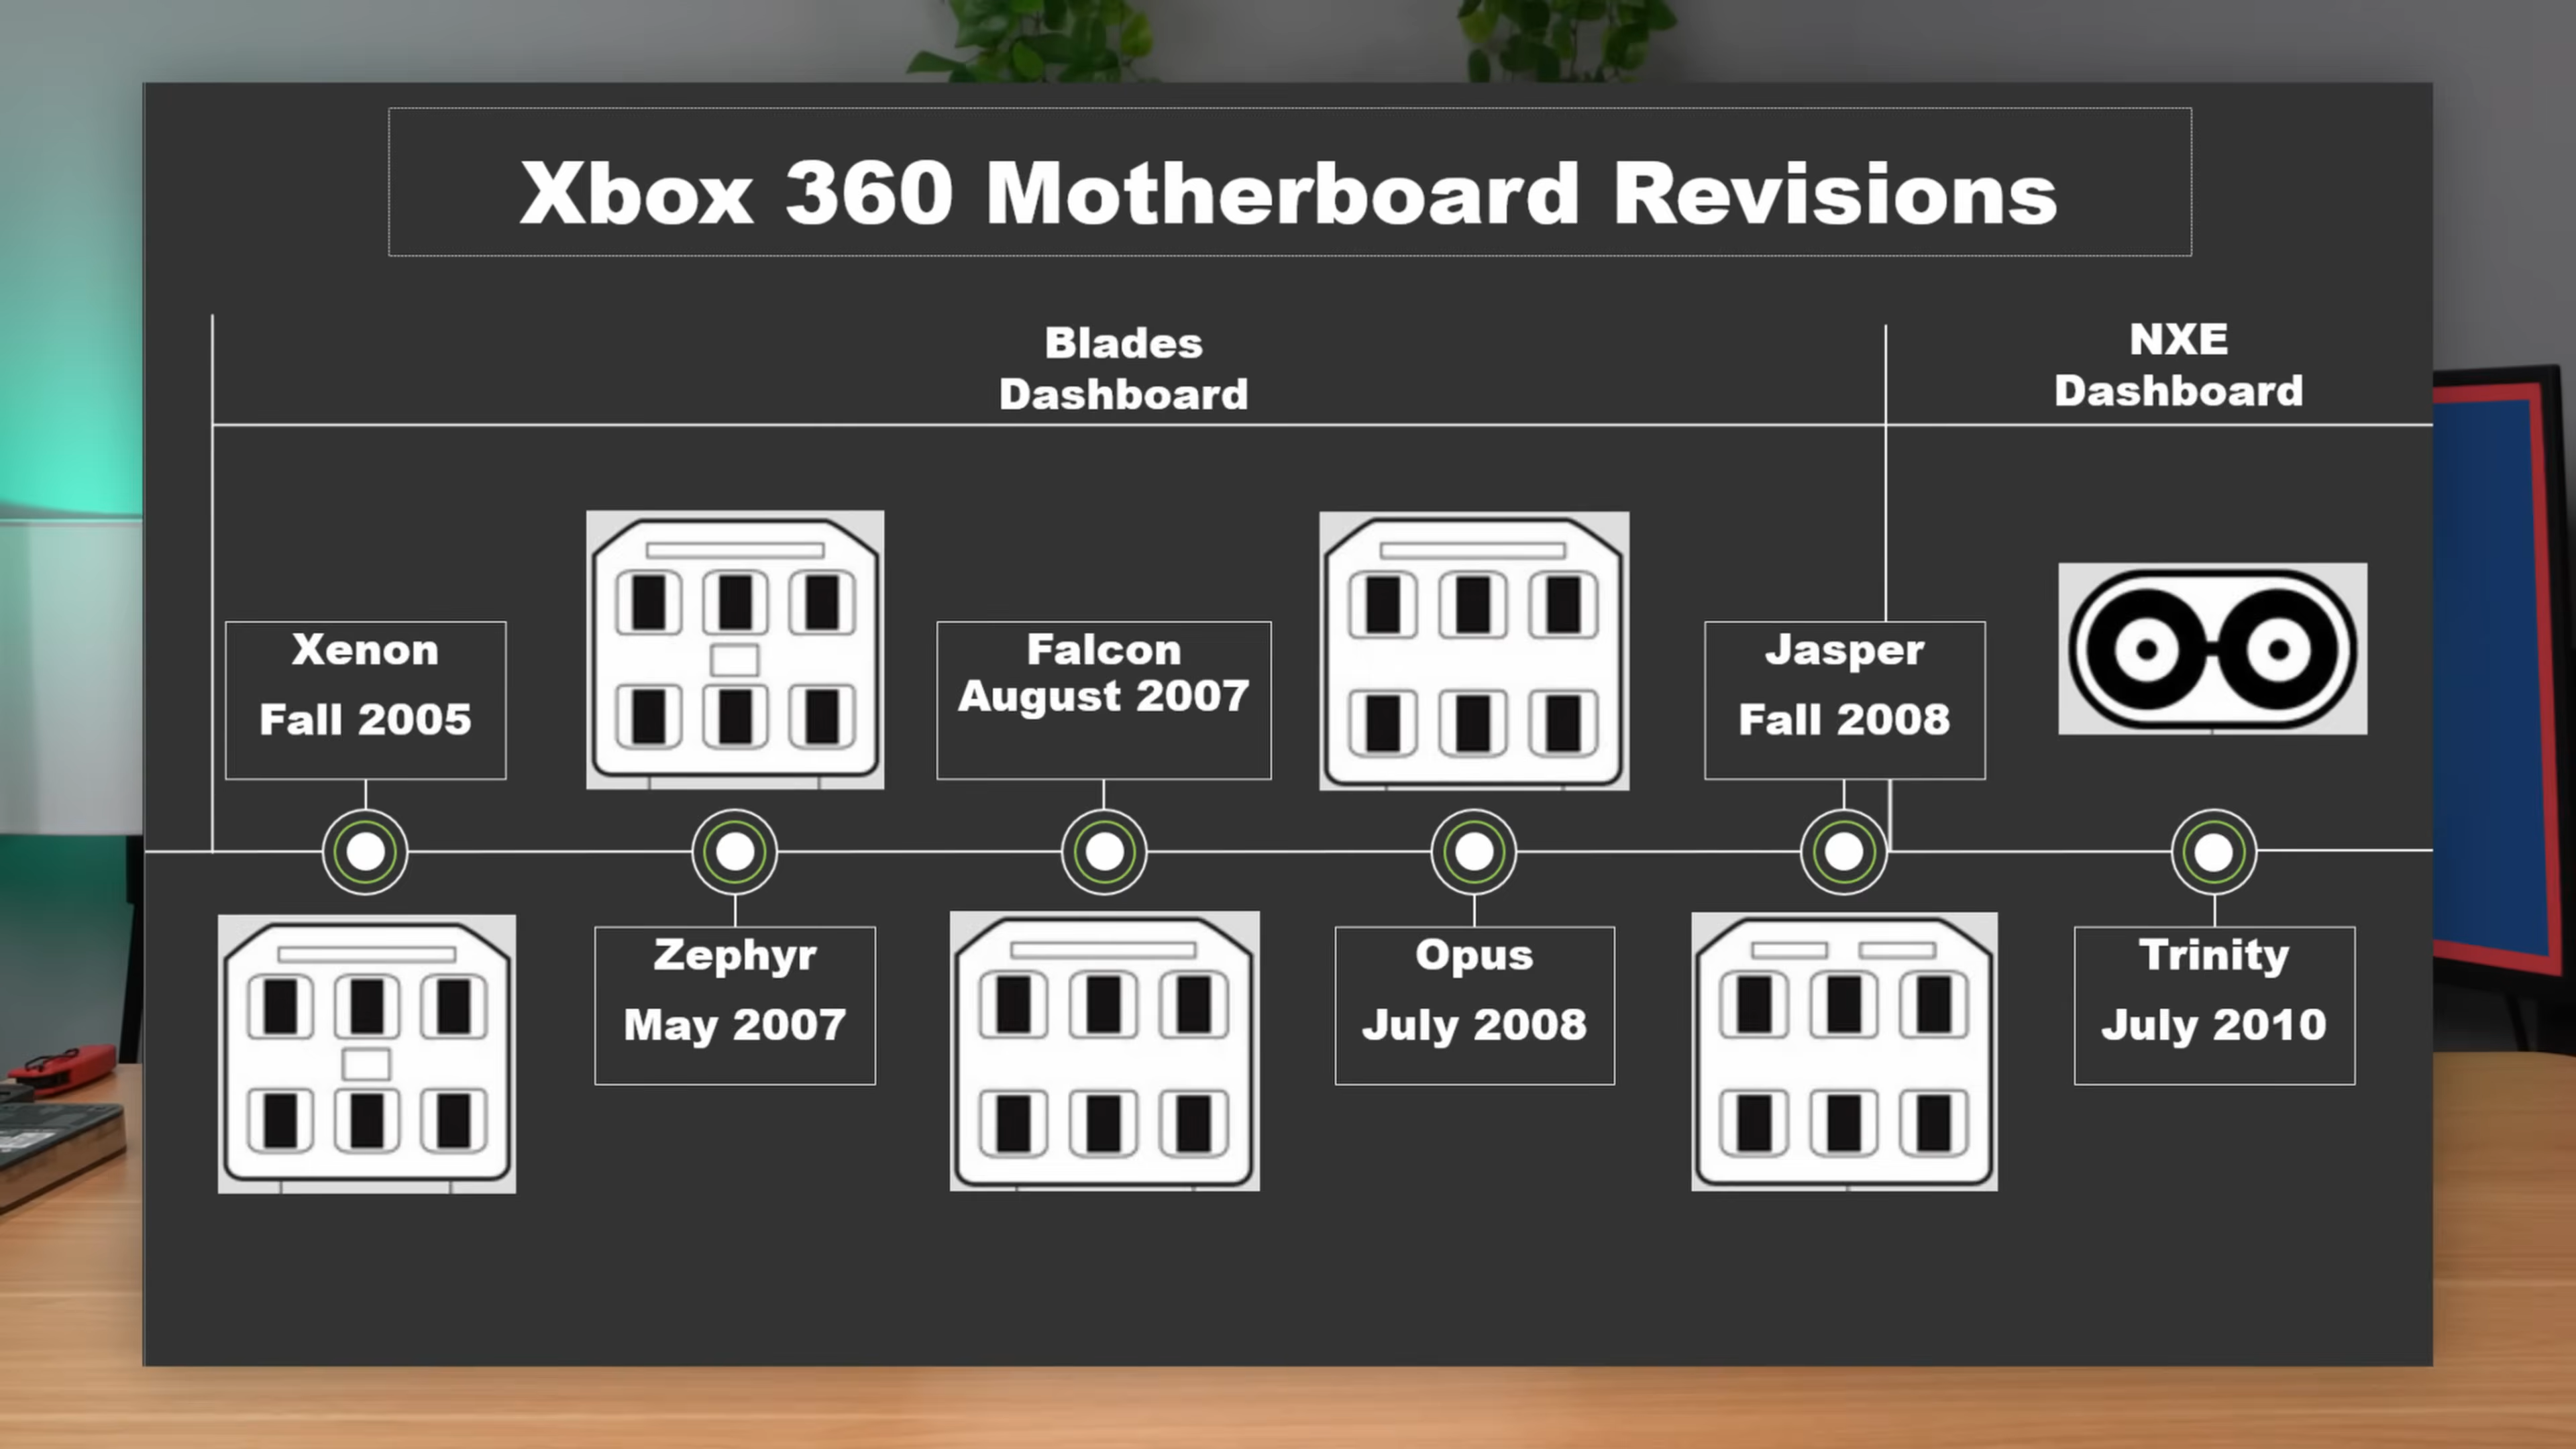 Xbox 360 Motherboard Revisions
Blades
Dashboard
NXE
Dashboard
Xenon
Fall 2005
Zephyr
May 2007
Falcon
August 2007
Opus
July 2008
Jasper
Fall 2008
Trinity
July 2010